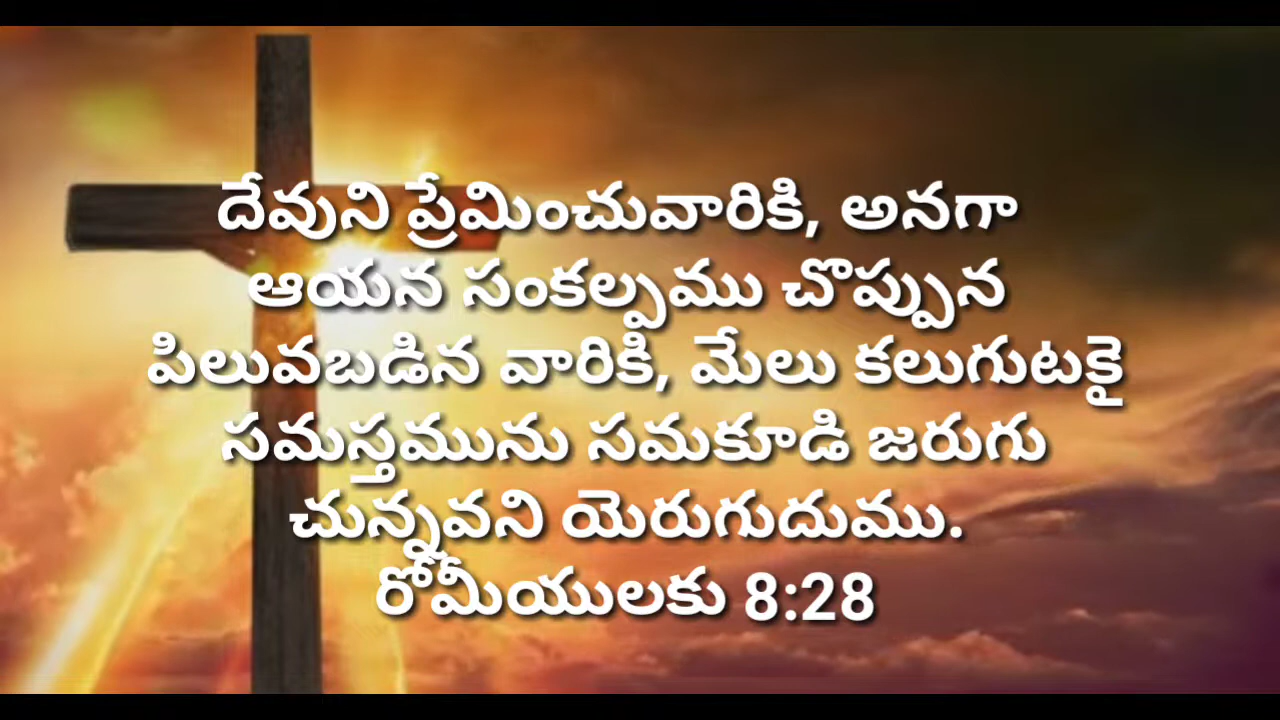 దేవుని ప్రేమించువారికి, అనగా
ఆయన సంకల్పము చొప్పున
పిలువబడిన వారికి, మేలు కలుగుటకై
సమస్తమును సమకూడి జరుగు
చున్నవని యెరుగుదుము.
రోమీయులకు 8:28